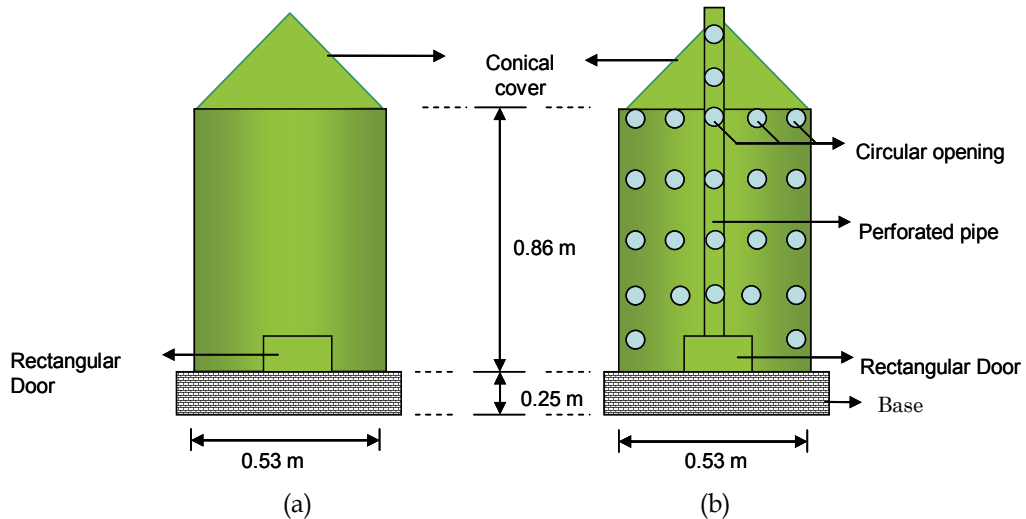 Conical
cover
Circular opening
0.86 m
Perforated pipe
Rectangular
Door
Rectangular Door
0.25 m
Base
0.53 m
0.53 m
(a)
(b)